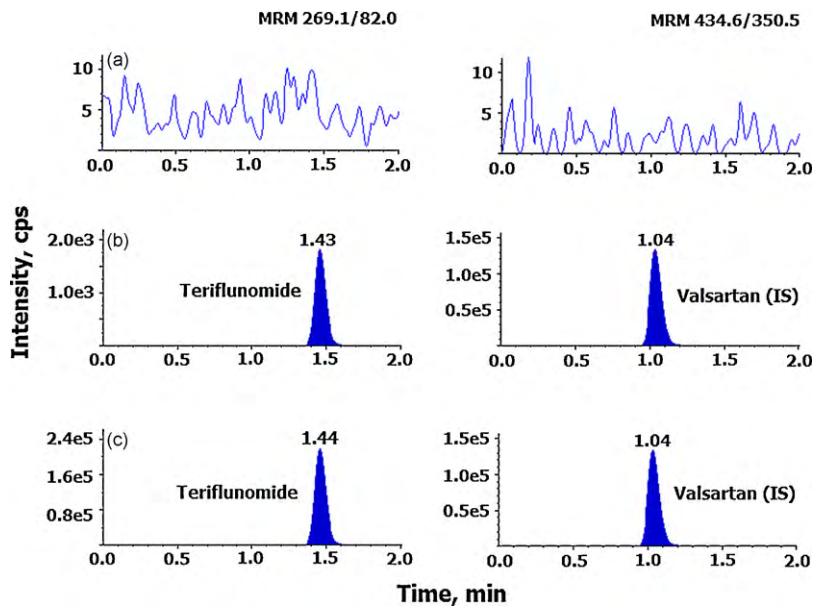 MRM 269.1/82.0
MRM 434.6/350.5
(a)
10
5
0.0 0.5 1.0 1.5 2.0
10
5
0.0 0.5 1.0 1.5 2.0
Intensity, cps
(b)
2.0e3
1.0e3
1.43
Teriflunomide
0.0 0.5 1.0 1.5 2.0
1.5e5
1.0e5
0.5e5
1.04
Valsartan (IS)
0.0 0.5 1.0 1.5 2.0
(c)
2.4e5
1.6e5
0.8e5
1.44
Teriflunomide
0.0 0.5 1.0 1.5 2.0
1.5e5
1.0e5
0.5e5
1.04
Valsartan (IS)
0.0 0.5 1.0 1.5 2.0
Time, min